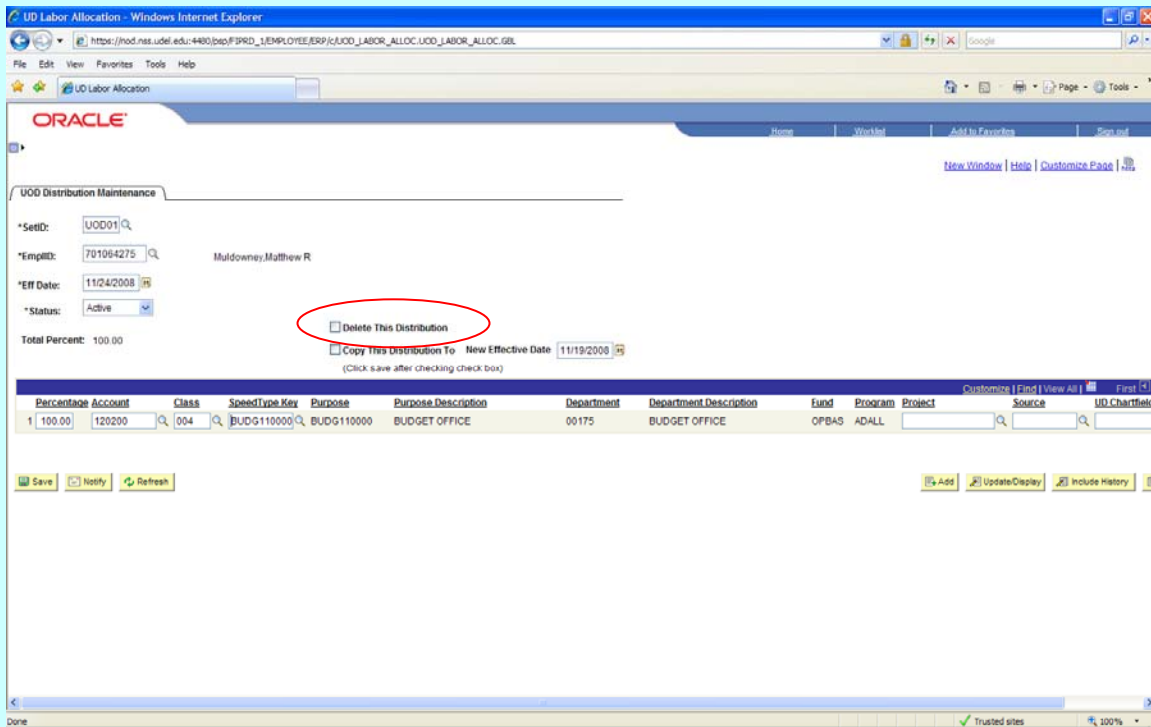 UD Labor Allocation - Windows Internet Explorer
https://nod.nss.udel.edu:4480/psp/FIPRD_1/EMPLOYEE/ERP/c/UOD_LABOR_ALLOC.UOD_LABOR_ALLOC.GBL
Google
File Edit View Favorites Tools Help
UD Labor Allocation
Page Tools
ORACLE
Home Worklist Add to Favorites Sign out
New Window | Help | Customize Page |
UOD Distribution Maintenance
*SetID: UOD01
*EmplID: 701064275 Muldowney,Matthew R
*Eff Date: 11/24/2008
*Status: Active
Delete This Distribution
Total Percent: 100.00
Copy This Distribution To New Effective Date 11/19/2008
(Click save after checking check box)
Customize | Find | View All | First
Percentage Account Class SpeedType Key Purpose Purpose Description Department Department Description Fund Program Project Source UD Chartfield
1 100.00 120200 004 BUDG110000 BUDG110000 BUDGET OFFICE 00175 BUDGET OFFICE OPBAS ADALL
Save Notify Refresh Add Update/Display Include History
Done Trusted sites 100%